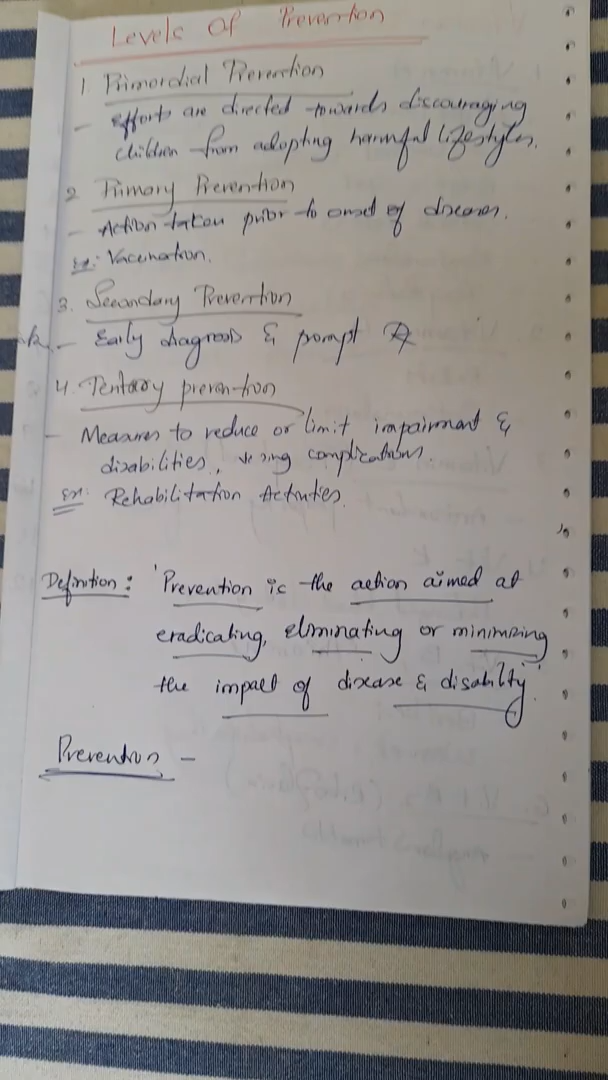 Levels Of Prevention
1. Primordial Prevention
- Efforts are directed towards discouraging
children from adopting harmful lifestyles.
2 Primary Prevention
- Action taken prior to onset of diseases.
Ex: Vaccination.
3. Secondary Prevention
- Early diagnosis &
4. Tertiary prevention
- Measures to reduce or limit impairment &
disabilities, complications.
Ex: Rehabilitation Activities.
Definition: 'Prevention is the action aimed at
eradicating, eliminating or minimizing
the impact of disease & disability'
Prevention -